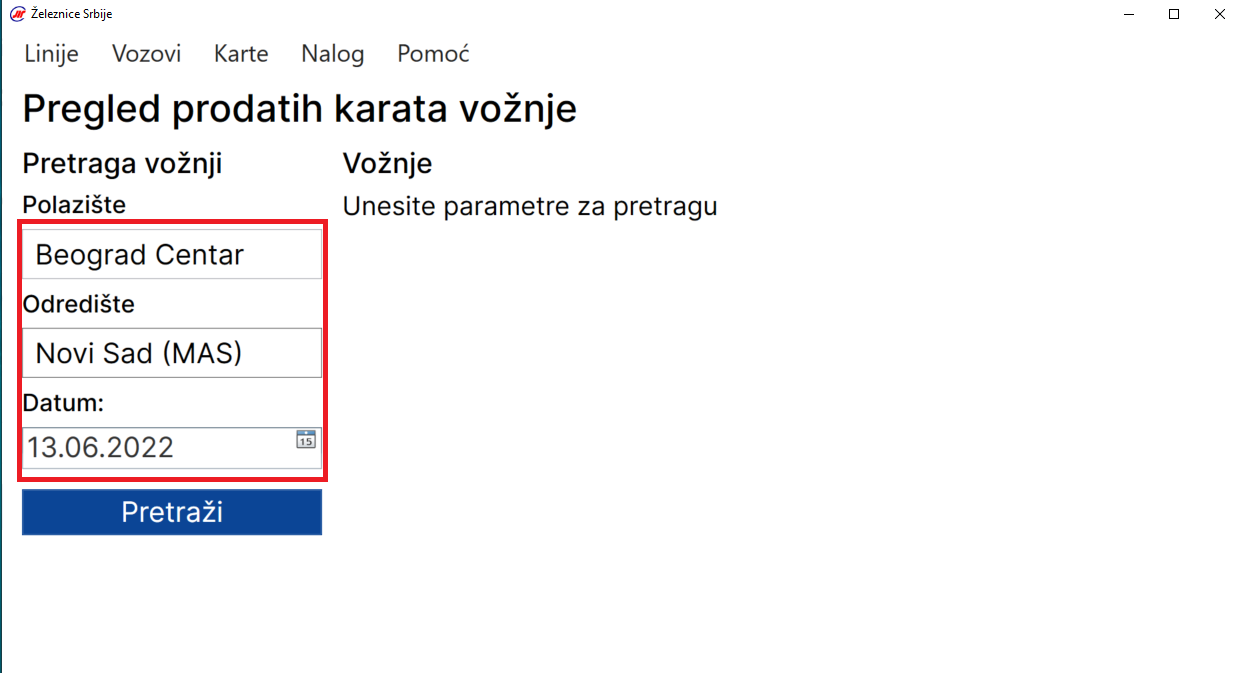 Železnice Srbije
Linije Vozovi Karte Nalog Pomoć
Pregled prodatih karata vožnje
Pretraga vožnji
Polazište
Beograd Centar
Odredište
Novi Sad (MAS)
Datum:
13.06.2022
15
Pretraži
Vožnje
Unesite parametre za pretragu